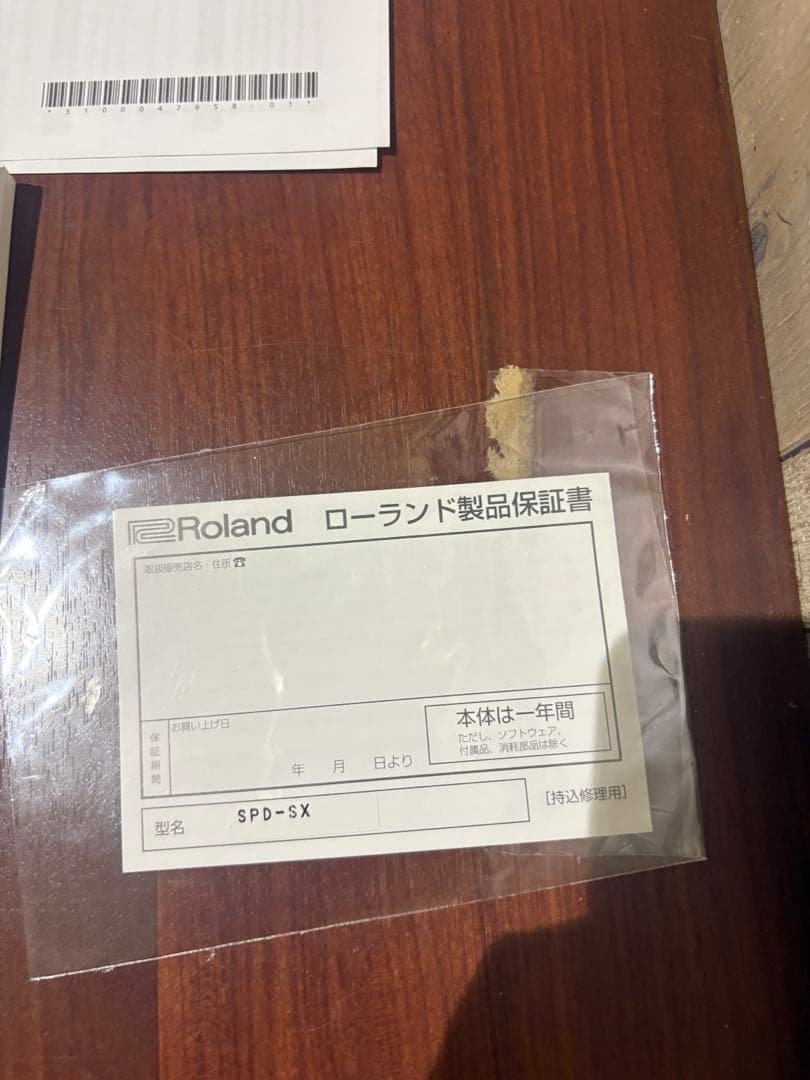 *5100047938-01*
Roland ローランド製品保証書
取扱販売店名・住所☎
保証期間
お買い上げ日
年 月 日より
本体は一年間
ただし、ソフトウェア、
付属品、消耗部品は除く
型名 SPD-SX
[持込修理用]